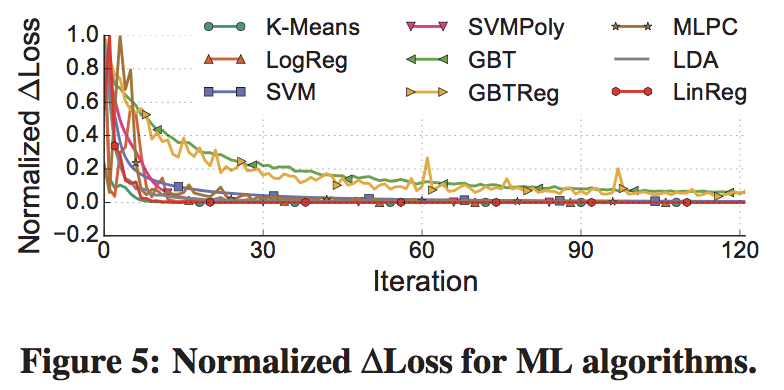 Normalized ΔLoss
1.0
0.8
0.6
0.4
0.2
0.0
−0.2
K-Means
LogReg
SVM
SVMPoly
GBT
GBTReg
MLPC
LDA
LinReg
0 30 60 90 120
Iteration
Figure 5: Normalized ΔLoss for ML algorithms.